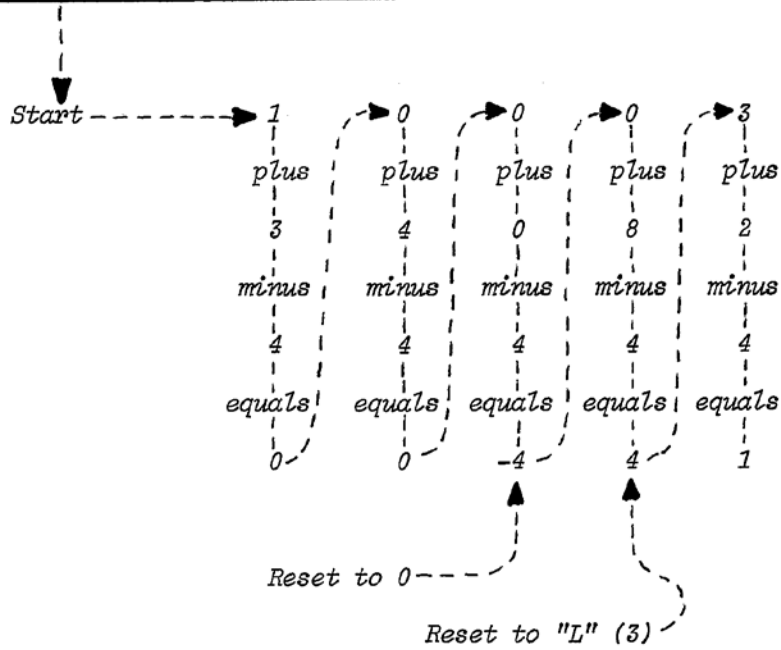 Start 1 0 0 0 3
plus plus plus plus plus
3 4 0 8 2
minus minus minus minus minus
4 4 4 4 4
equals equals equals equals equals
0 0 -4 4 1
Reset to 0
Reset to "L" (3)